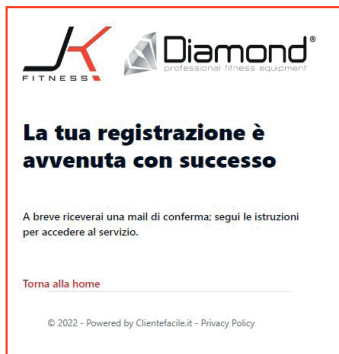 JK
FITNESS
Diamond®
professional fitness equipment
La tua registrazione è
avvenuta con successo
A breve riceverai una mail di conferma; segui le istruzioni
per accedere al servizio.
Torna alla home
© 2022 - Powered by Clientefacile.it - Privacy Policy